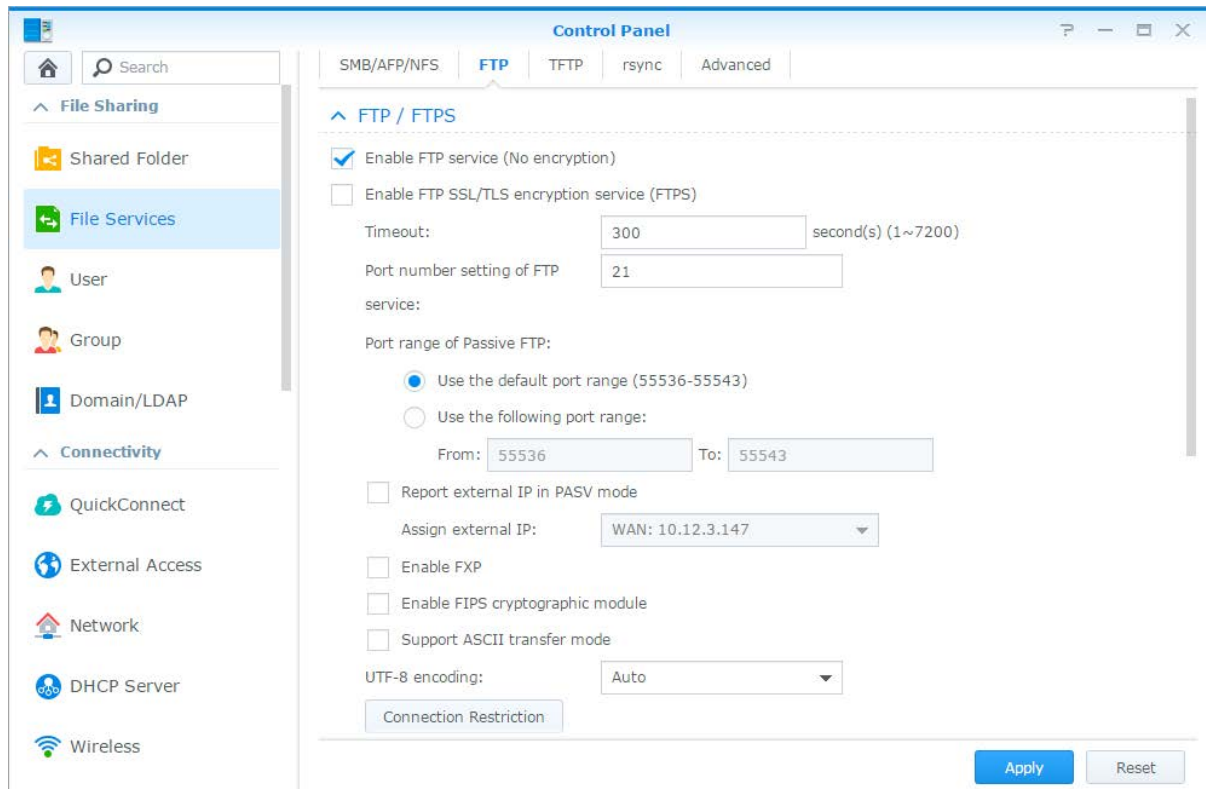 Control Panel
Search
SMB/AFP/NFS FTP TFTP rsync Advanced
File Sharing
Shared Folder
File Services
User
Group
Domain/LDAP
Connectivity
QuickConnect
External Access
Network
DHCP Server
Wireless
FTP / FTPS
Enable FTP service (No encryption)
Enable FTP SSL/TLS encryption service (FTPS)
Timeout: 300 second(s) (1~7200)
Port number setting of FTP 21
service:
Port range of Passive FTP:
Use the default port range (55536-55543)
Use the following port range:
From: 55536 To: 55543
Report external IP in PASV mode
Assign external IP: WAN: 10.12.3.147
Enable FXP
Enable FIPS cryptographic module
Support ASCII transfer mode
UTF-8 encoding: Auto
Connection Restriction
Apply Reset